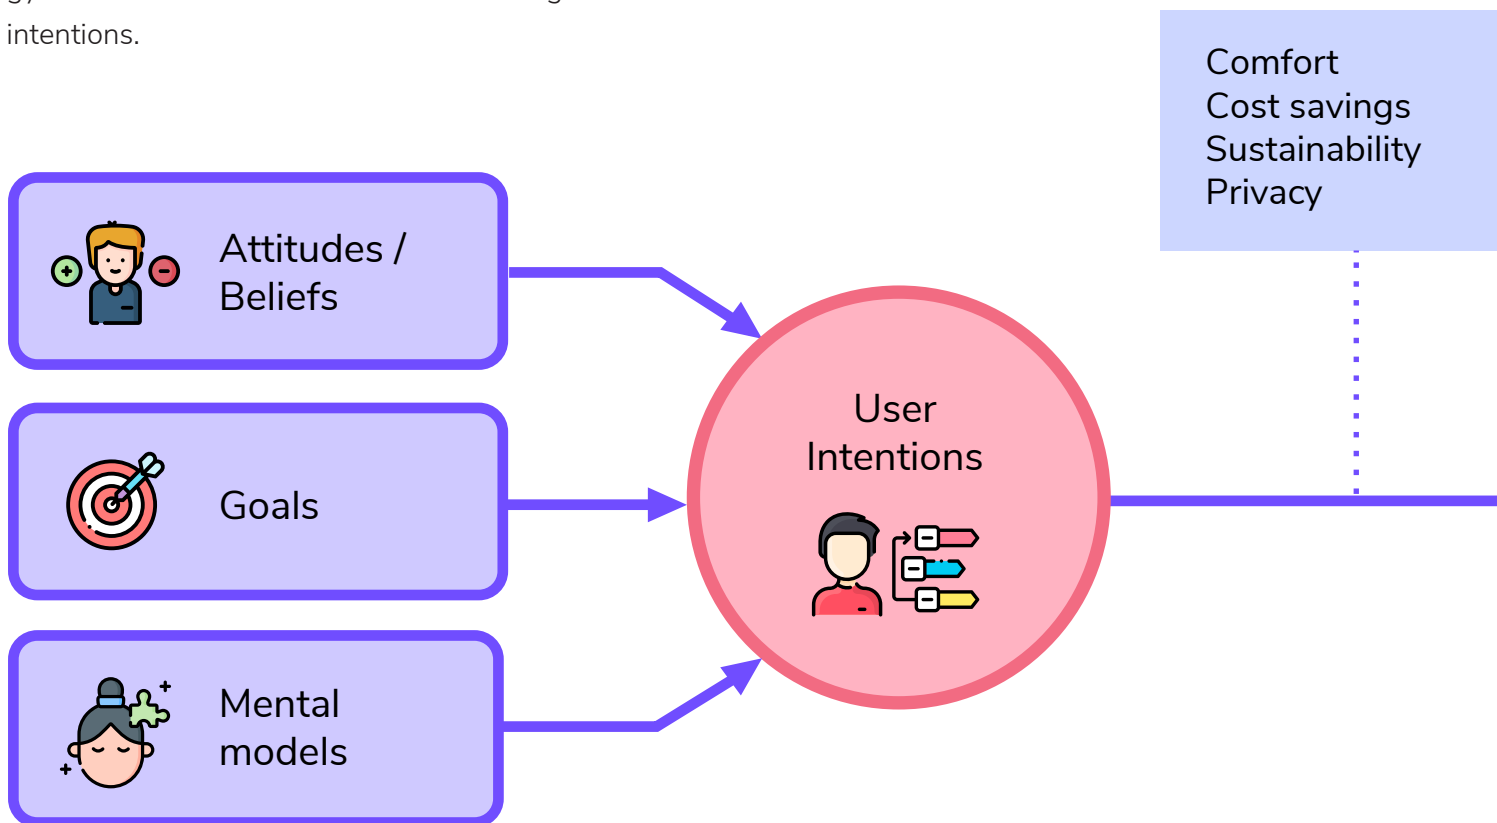 intentions.
Comfort
Cost savings
Sustainability
Privacy
Attitudes /
Beliefs
Goals
Mental
models
User
Intentions